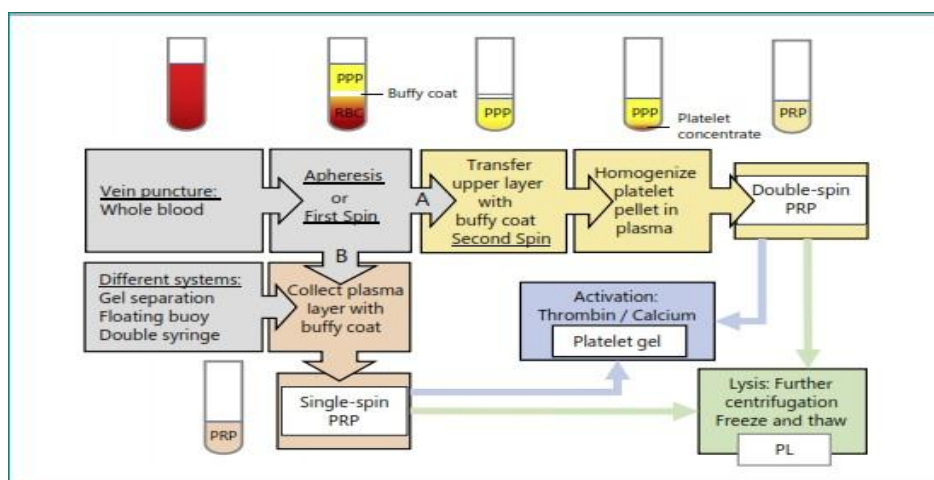 PPP
Buffy coat
RBC
PPP
PPP
Platelet
concentrate
PRP
Vein puncture:
Whole blood
Apheresis
or
First Spin
A
Transfer
upper layer
with
buffy coat
Second Spin
Homogenize
platelet
pellet in
plasma
Double-spin
PRP
B
Different systems:
Gel separation
Floating buoy
Double syringe
Collect plasma
layer with
buffy coat
Activation:
Thrombin / Calcium
Platelet gel
PRP
Single-spin
PRP
Lysis: Further
centrifugation
Freeze and thaw
PL